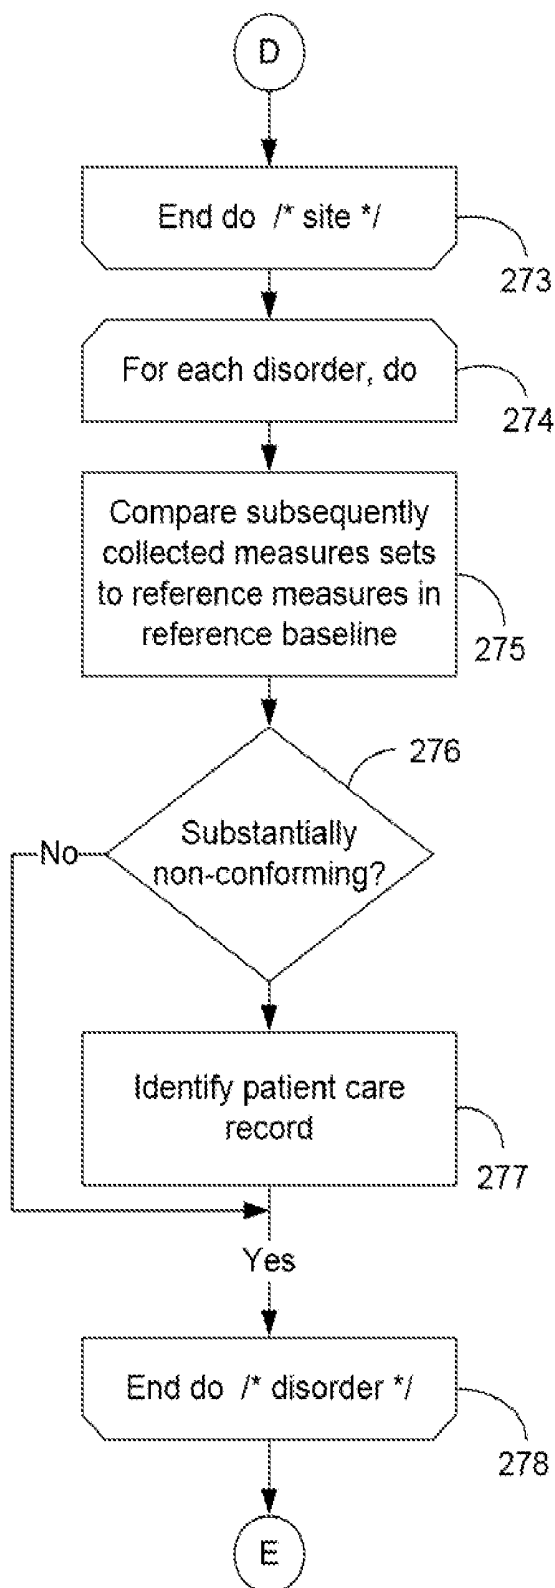 D
End do /* site */
273
For each disorder, do
274
Compare subsequently
collected measures sets
to reference measures in
reference baseline
275
276
Substantially
non-conforming?
No
Identify patient care
record
277
Yes
End do /* disorder */
278
E